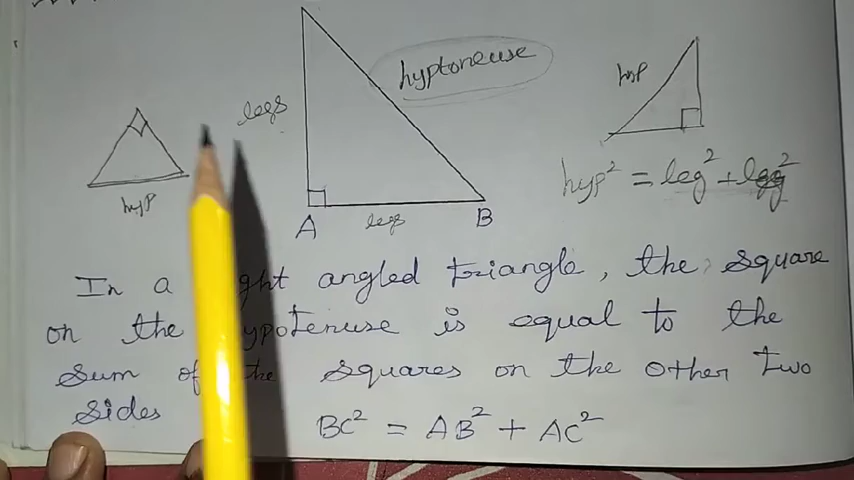 hyptoneuse
legs
hyp
hyp
hyp² = leg² + leg²
A
legs
B
In a ght angled triangle, the square
on the ypotenuse is equal to the
sum of the squares on the other two
sides
BC² = AB² + AC²